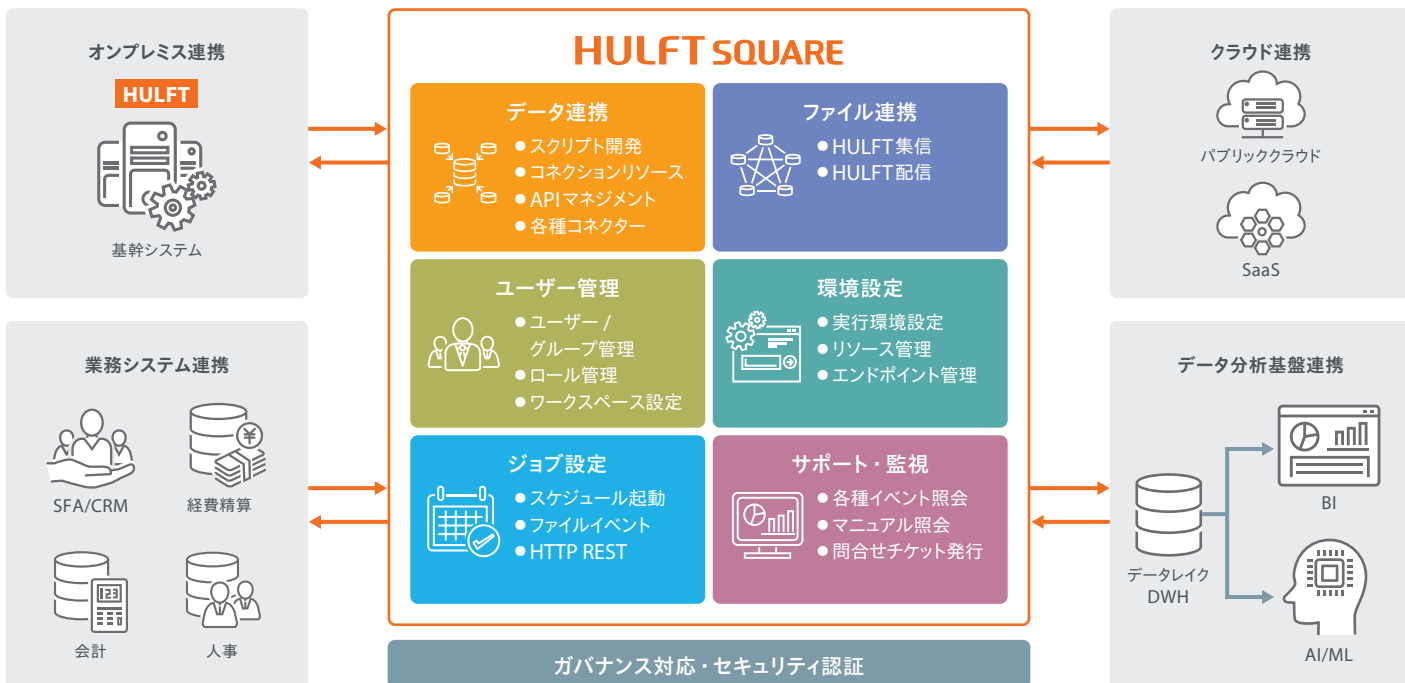 オンプレミス連携
HULFT
基幹システム
業務システム連携
SFA/CRM
経費精算
¥
123
会計
人事
HULFT SQUARE
データ連携
●スクリプト開発
●コネクションリソース
●APIマネジメント
●各種コネクター
ファイル連携
●HULFT集信
●HULFT配信
ユーザー管理
●ユーザー /
グループ管理
●ロール管理
●ワークスペース設定
環境設定
●実行環境設定
●リソース管理
●エンドポイント管理
ジョブ設定
●スケジュール起動
●ファイルイベント
●HTTP REST
サポート・監視
●各種イベント照会
●マニュアル照会
●問合せチケット発行
ガバナンス対応・セキュリティ認証
クラウド連携
パブリッククラウド
SaaS
データ分析基盤連携
データレイク
DWH
BI
AI/ML